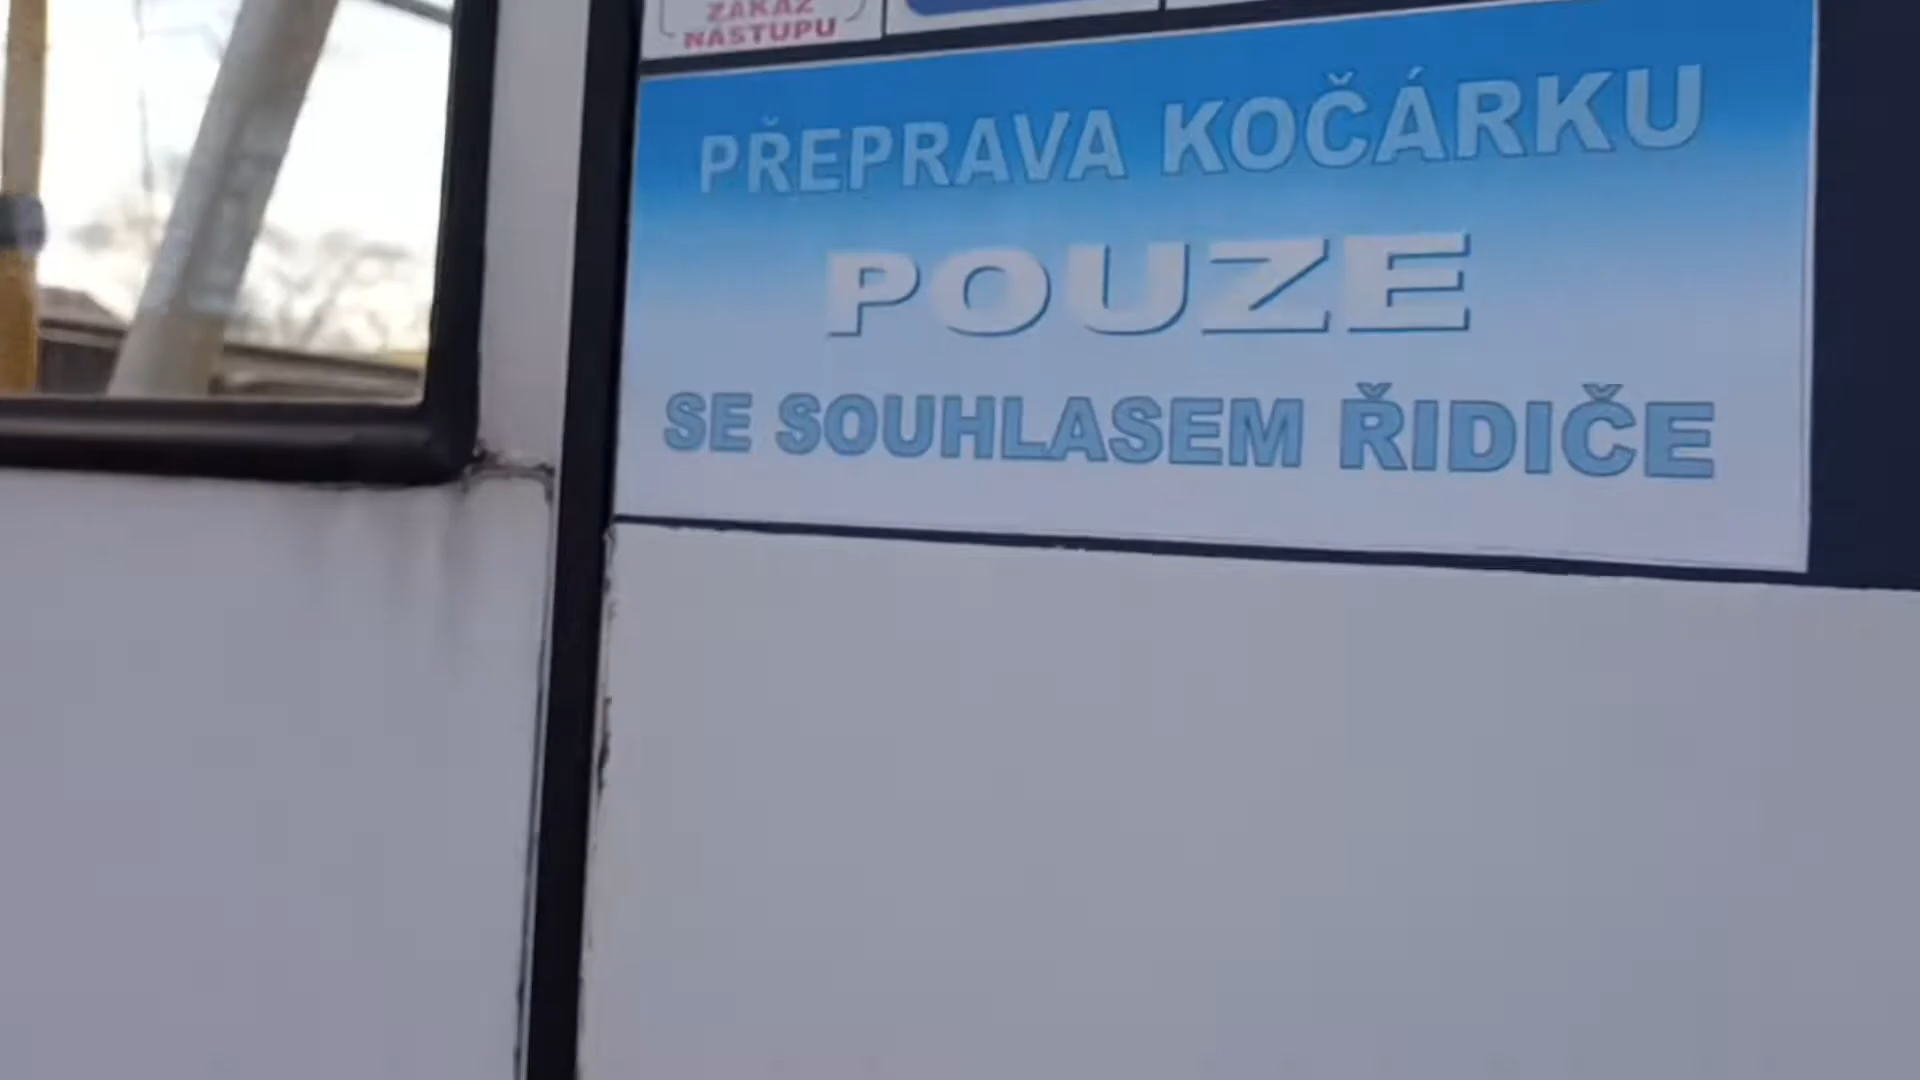 ZÁKAZ
NÁSTUPU
PŘEPRAVA KOČÁRKU
POUZE
SE SOUHLASEM ŘIDIČE